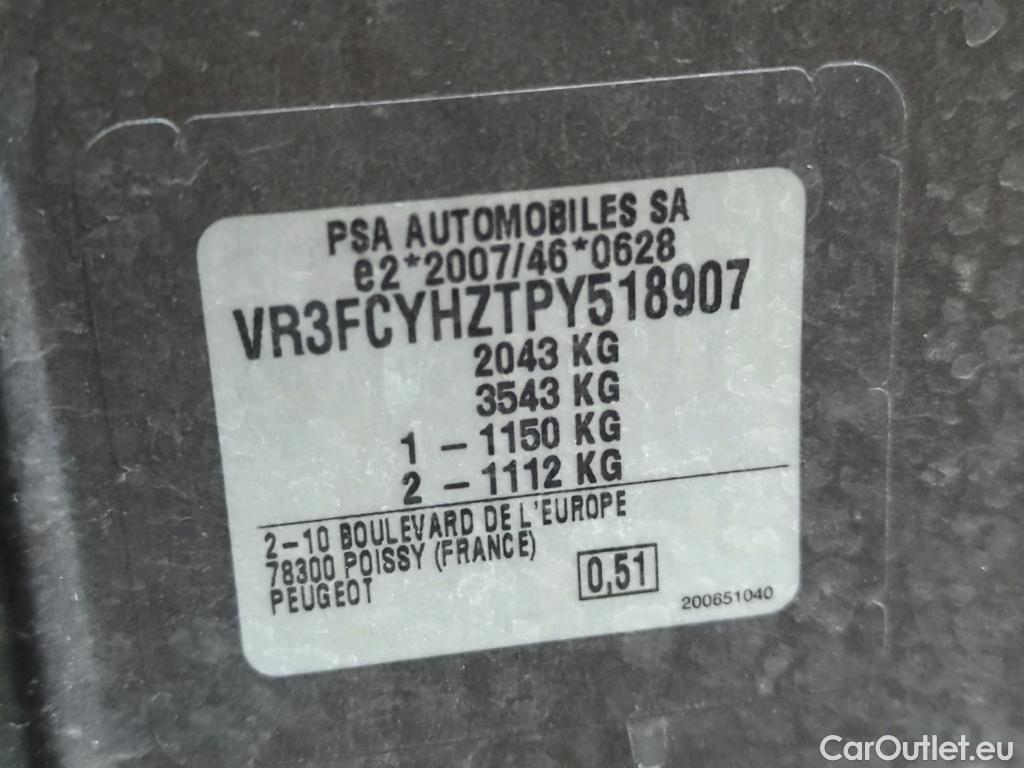 PSA AUTOMOBILES SA
e2*2007/46*0628
VR3FCYHZTPY518907
2043 KG
3543 KG
1 - 1150 KG
2 - 1112 KG
2-10 BOULEVARD DE L'EUROPE
78300 POISSY (FRANCE)
PEUGEOT
0,51
200651040
CarOutlet.eu